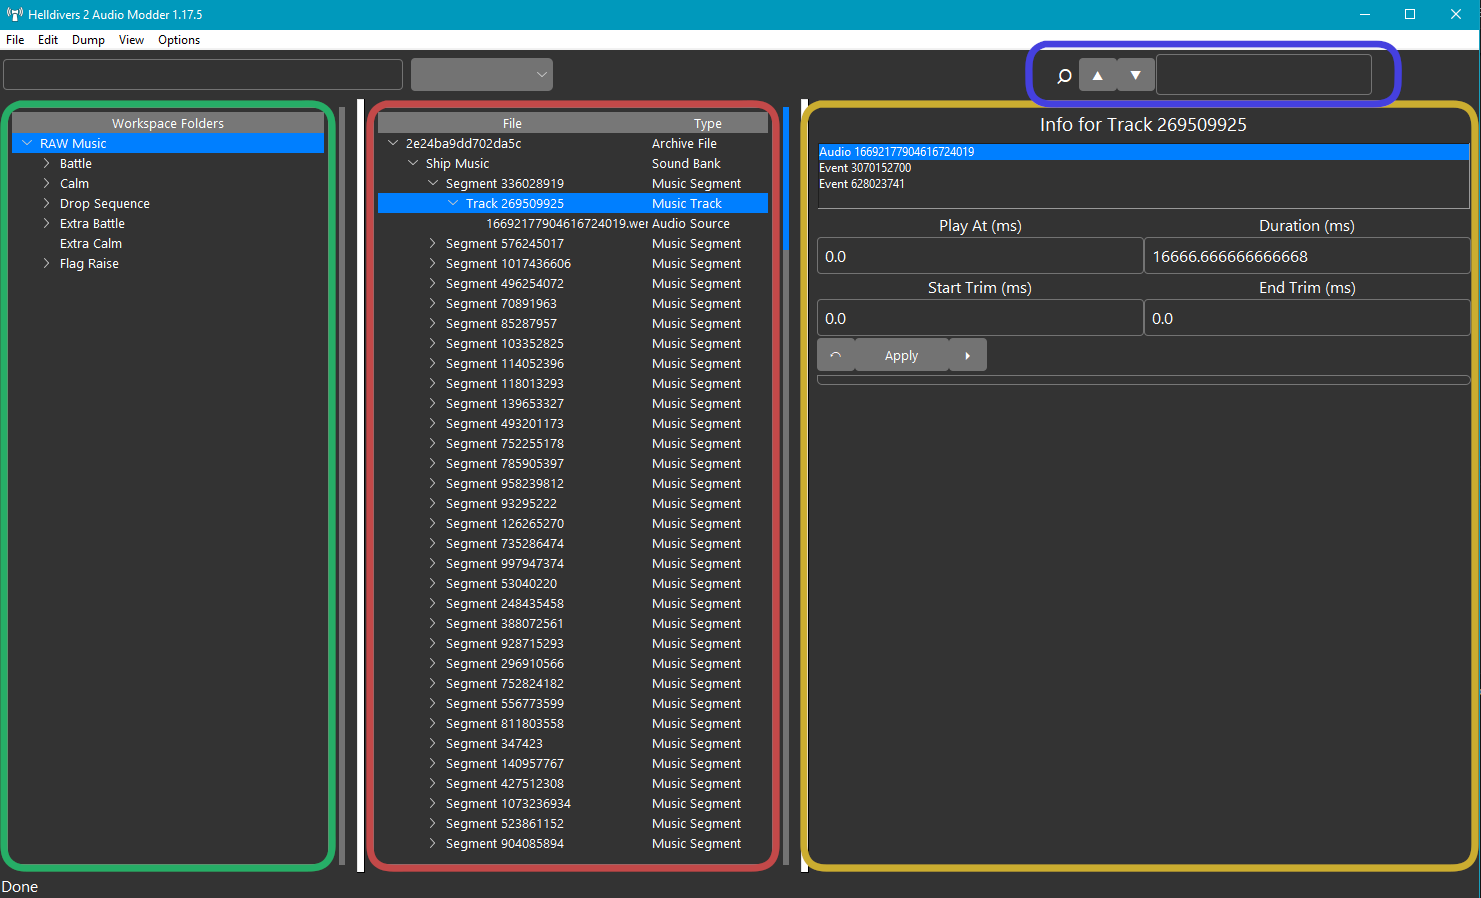 Helldivers 2 Audio Modder 1.17.5
File Edit Dump View Options
Workspace Folders
RAW Music
Battle
Calm
Drop Sequence
Extra Battle
Extra Calm
Flag Raise
File Type
2e24ba9dd702da5c Archive File
Ship Music Sound Bank
Segment 336028919 Music Segment
Track 269509925 Music Track
16692177904616724019.wer Audio Source
Segment 576245017 Music Segment
Segment 1017436606 Music Segment
Segment 496254072 Music Segment
Segment 70891963 Music Segment
Segment 85287957 Music Segment
Segment 103352825 Music Segment
Segment 114052396 Music Segment
Segment 118013293 Music Segment
Segment 139653327 Music Segment
Segment 493201173 Music Segment
Segment 752255178 Music Segment
Segment 785905397 Music Segment
Segment 958239812 Music Segment
Segment 93295222 Music Segment
Segment 126265270 Music Segment
Segment 735286474 Music Segment
Segment 997947374 Music Segment
Segment 53040220 Music Segment
Segment 248435458 Music Segment
Segment 388072561 Music Segment
Segment 928715293 Music Segment
Segment 296910566 Music Segment
Segment 752824182 Music Segment
Segment 556773599 Music Segment
Segment 811803558 Music Segment
Segment 347423 Music Segment
Segment 140957767 Music Segment
Segment 427512308 Music Segment
Segment 1073236934 Music Segment
Segment 523861152 Music Segment
Segment 904085894 Music Segment
Info for Track 269509925
Audio 16692177904616724019
Event 3070152700
Event 628023741
Play At (ms) Duration (ms)
0.0 16666.666666666668
Start Trim (ms) End Trim (ms)
0.0 0.0
Apply
Done